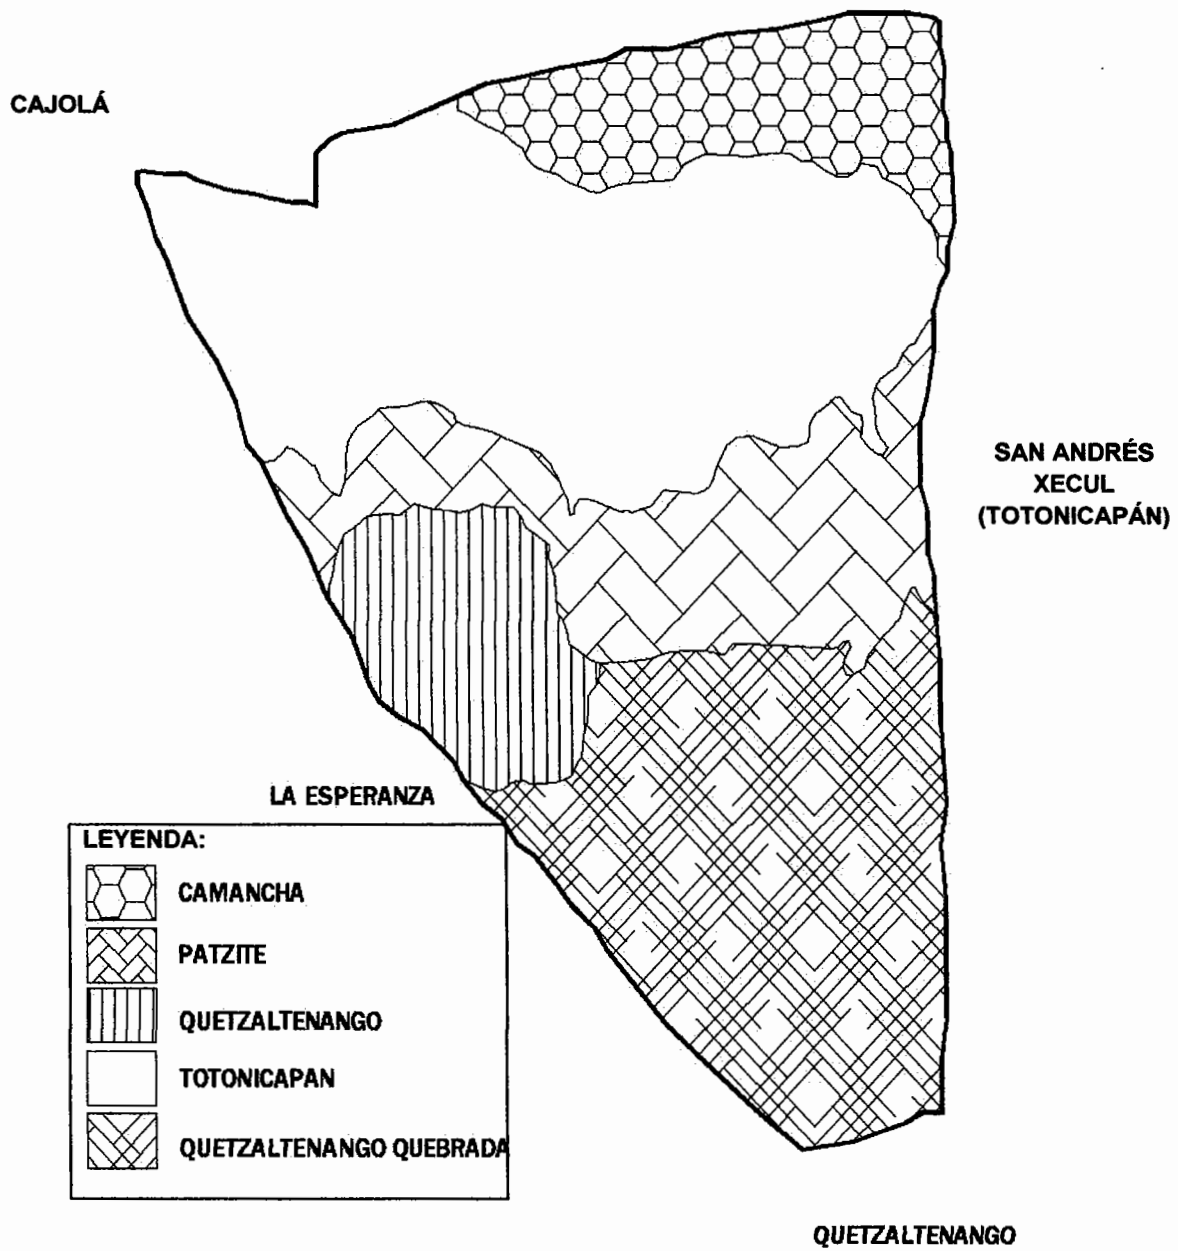 CAJOLÁ
SAN ANDRÉS
XECUL
(TOTONICAPÁN)
LA ESPERANZA
LEYENDA:
CAMANCHA
PATZITE
QUETZALTENANGO
TOTONICAPAN
QUETZALTENANGO QUEBRADA
QUETZALTENANGO